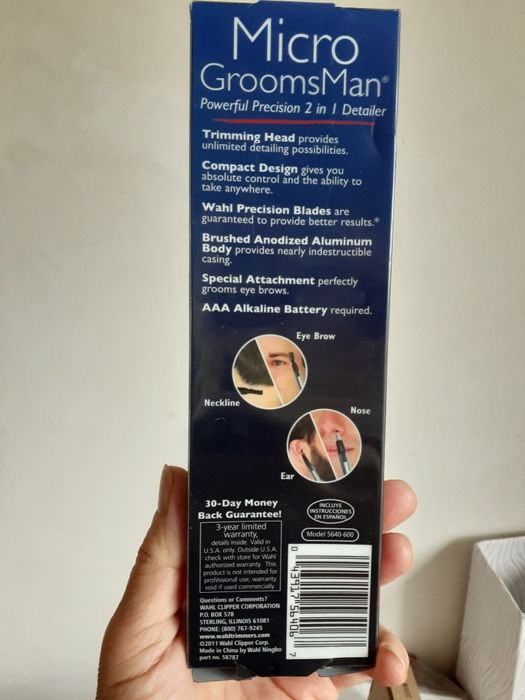 Micro
GroomsMan®
Powerful Precision 2 in 1 Detailer
Trimming Head provides
unlimited detailing possibilities.
Compact Design gives you
absolute control and the ability to
take anywhere.
Wahl Precision Blades are
guaranteed to provide better results.*
Brushed Anodized Aluminum
Body provides nearly indestructible
casing.
Special Attachment perfectly
grooms eye brows.
AAA Alkaline Battery required.
Eye Brow
Neckline
Nose
Ear
30-Day Money
Back Guarantee!
3-year limited
warranty,
details inside. Valid in
U.S.A. only. Outside U.S.A.
check with store for Wahl
authorized warranty. This
product is not intended for
professional use; warranty
void if used commercially.
Questions or Comments?
WAHL CLIPPER CORPORATION
P.O. BOX 578
STERLING, ILLINOIS 61081
PHONE: (800) 767-9245
www.wahltrimmers.com
©2011 Wahl Clipper Corp.
Made in China by Wahl Ningbo
part no. 58787
INCLUYE
INSTRUCCIONES
EN ESPAÑOL
Model 5640-600
0 43917 56406 7